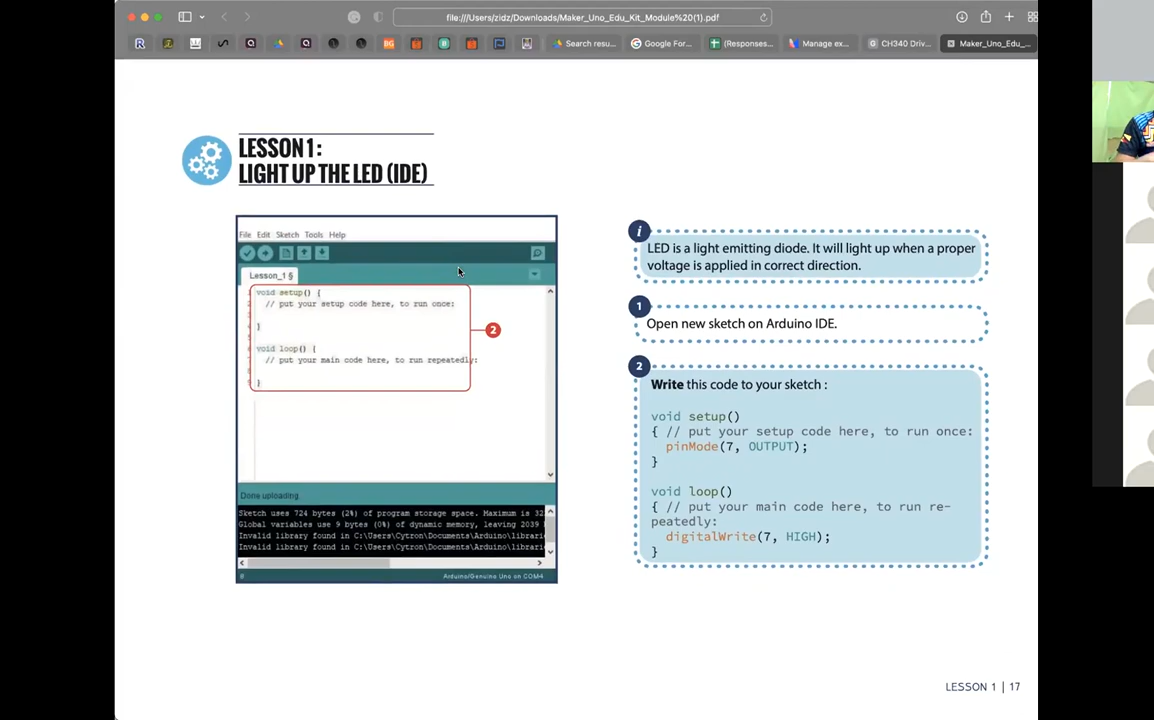 file:///Users/zidz/Downloads/Maker_Uno_Edu_Kit_Module%20(1).pdf
Search resu...
Google For...
(Responses...
Manage ex...
CH340 Driv...
Maker_Uno_Edu_...
LESSON 1 :
LIGHT UP THE LED (IDE)
File Edit Sketch Tools Help
Lesson_1 §
void setup() {
// put your setup code here, to run once:
}
void loop() {
// put your main code here, to run repeatedly:
}
2
Done uploading.
Sketch uses 724 bytes (2%) of program storage space. Maximum is 32
Global variables use 9 bytes (0%) of dynamic memory, leaving 2039
Invalid library found in C:\Users\Cytron\Documents\Arduino\librari
Invalid library found in C:\Users\Cytron\Documents\Arduino\librari
Arduino/Genuino Uno on COM4
i
LED is a light emitting diode. It will light up when a proper
voltage is applied in correct direction.
1
Open new sketch on Arduino IDE.
2
Write this code to your sketch :
void setup()
{ // put your setup code here, to run once:
pinMode(7, OUTPUT);
}
void loop()
{ // put your main code here, to run re-
peatedly:
digitalWrite(7, HIGH);
}
LESSON 1 | 17